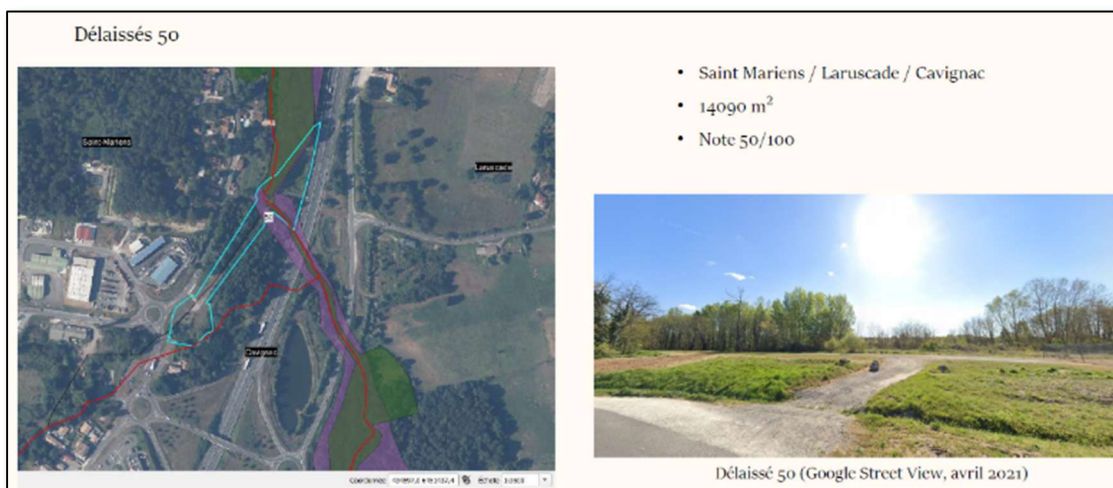 Délaissés 50
Saint-Mariens
Laruscade
50
Cavignac
Échelle
• Saint Mariens / Laruscade / Cavignac
• 14090 m²
• Note 50/100
Délaissé 50 (Google Street View, avril 2021)